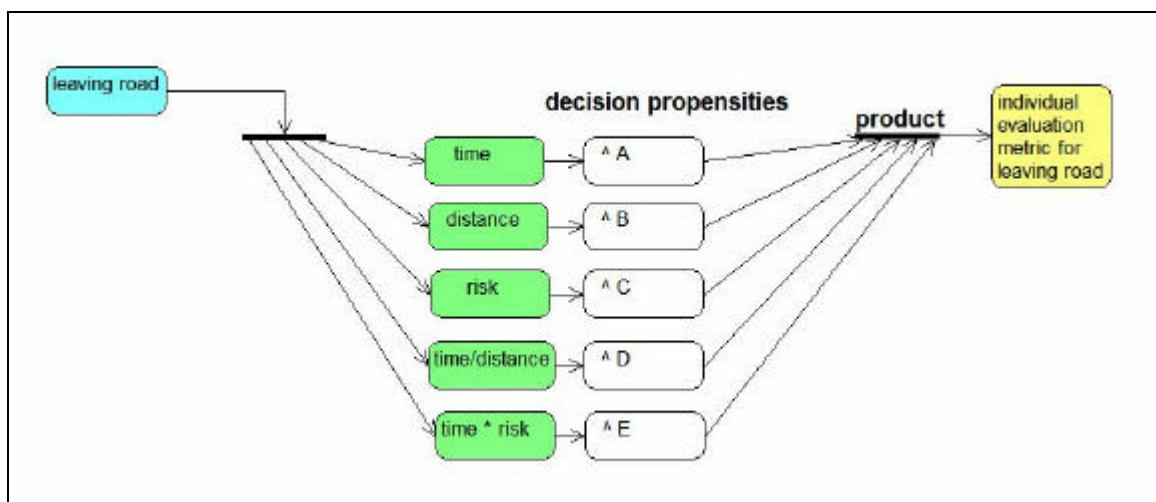 leaving road
decision propensities
product
individual
evaluation
metric for
leaving road
time
^ A
distance
^ B
risk
^ C
time/distance
^ D
time * risk
^ E